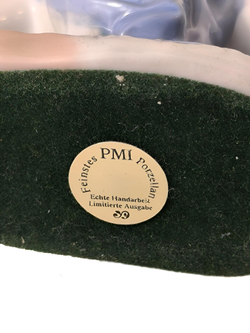 Feinstes PMI Porzellan
Echte Handarbeit
Limitierte Ausgabe